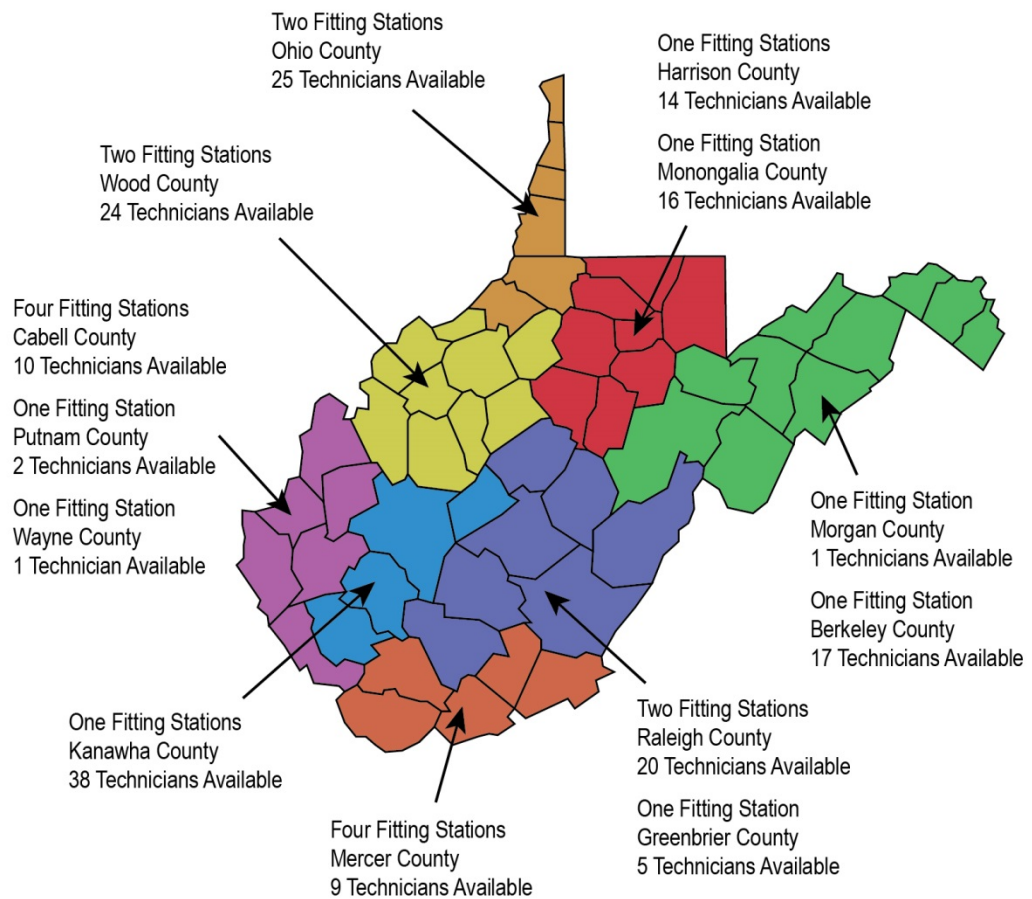 Two Fitting Stations
Ohio County
25 Technicians Available
One Fitting Stations
Harrison County
14 Technicians Available
One Fitting Station
Monongalia County
16 Technicians Available
Two Fitting Stations
Wood County
24 Technicians Available
Four Fitting Stations
Cabell County
10 Technicians Available
One Fitting Station
Putnam County
2 Technicians Available
One Fitting Station
Wayne County
1 Technician Available
One Fitting Station
Morgan County
1 Technicians Available
One Fitting Station
Berkeley County
17 Technicians Available
One Fitting Stations
Kanawha County
38 Technicians Available
Two Fitting Stations
Raleigh County
20 Technicians Available
One Fitting Station
Greenbrier County
5 Technicians Available
Four Fitting Stations
Mercer County
9 Technicians Available